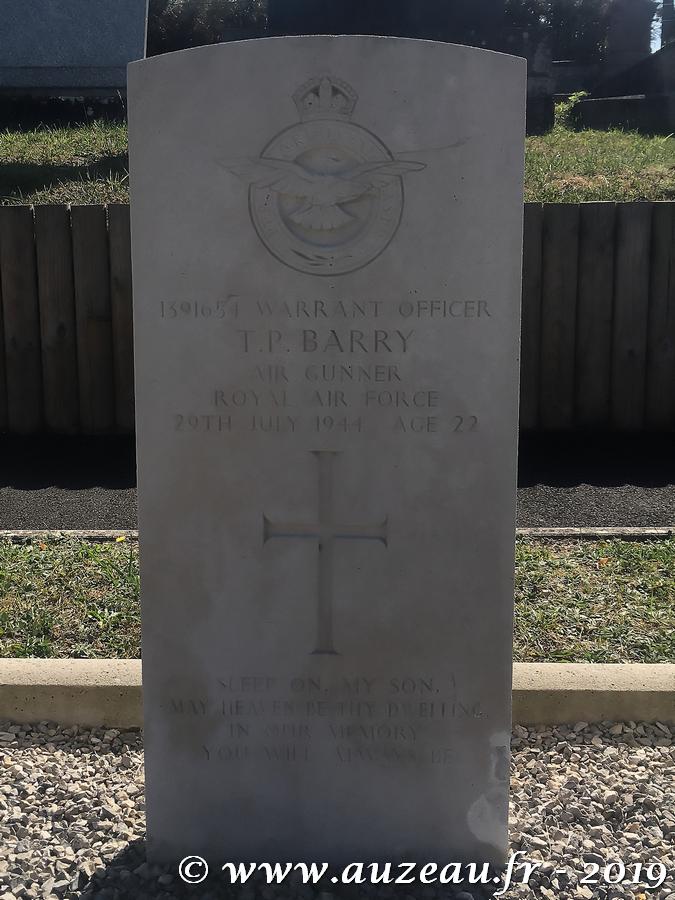 1391654 WARRANT OFFICER
T.P. BARRY
AIR GUNNER
ROYAL AIR FORCE
29TH JULY 1944 AGE 22
SLEEP ON, MY SON,
MAY HEAVEN BE THY DWELLING,
IN OUR MEMORY
YOU WILL ALWAYS BE
© www.auzeau.fr - 2019